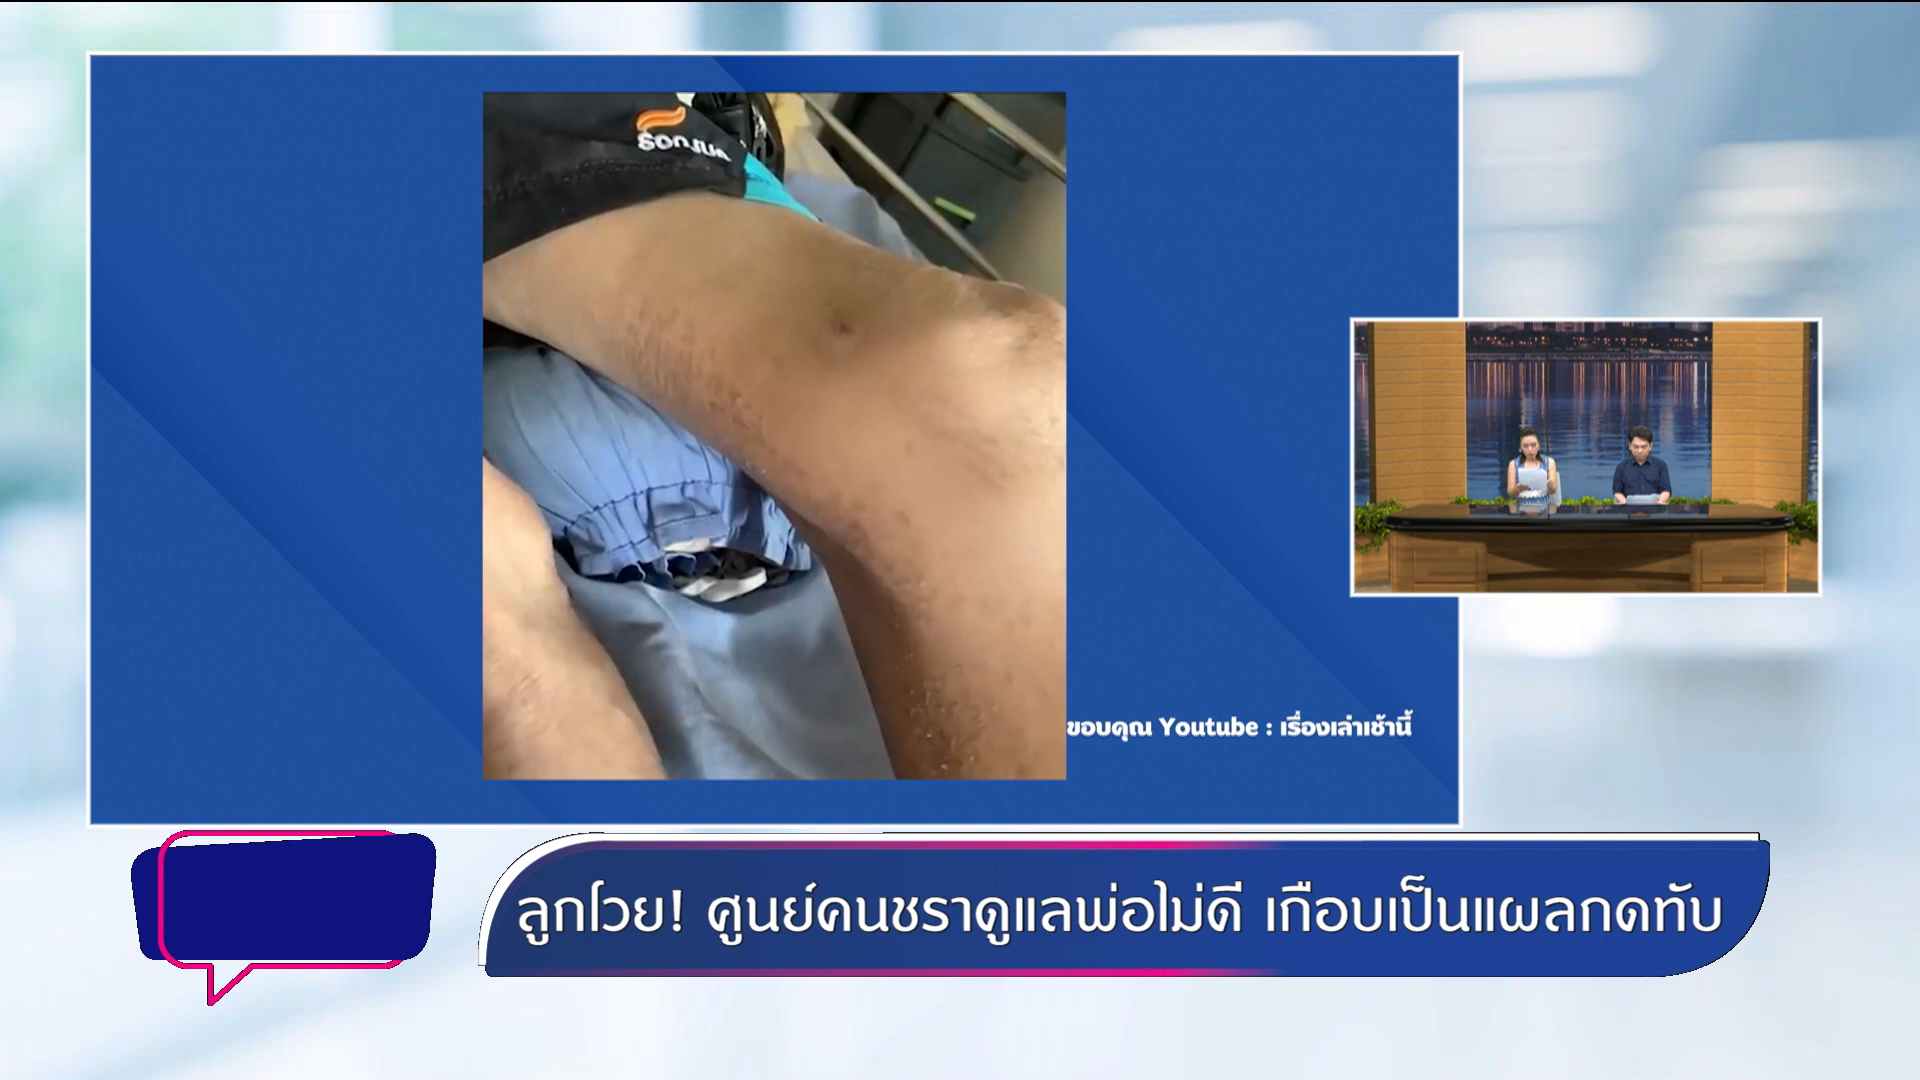 ขอบคุณ Youtube : เรื่องเล่าเช้านี้
ลูกโวย! ศูนย์คนชราดูแลพ่อไม่ดี เกือบเป็นแผลกดทับ